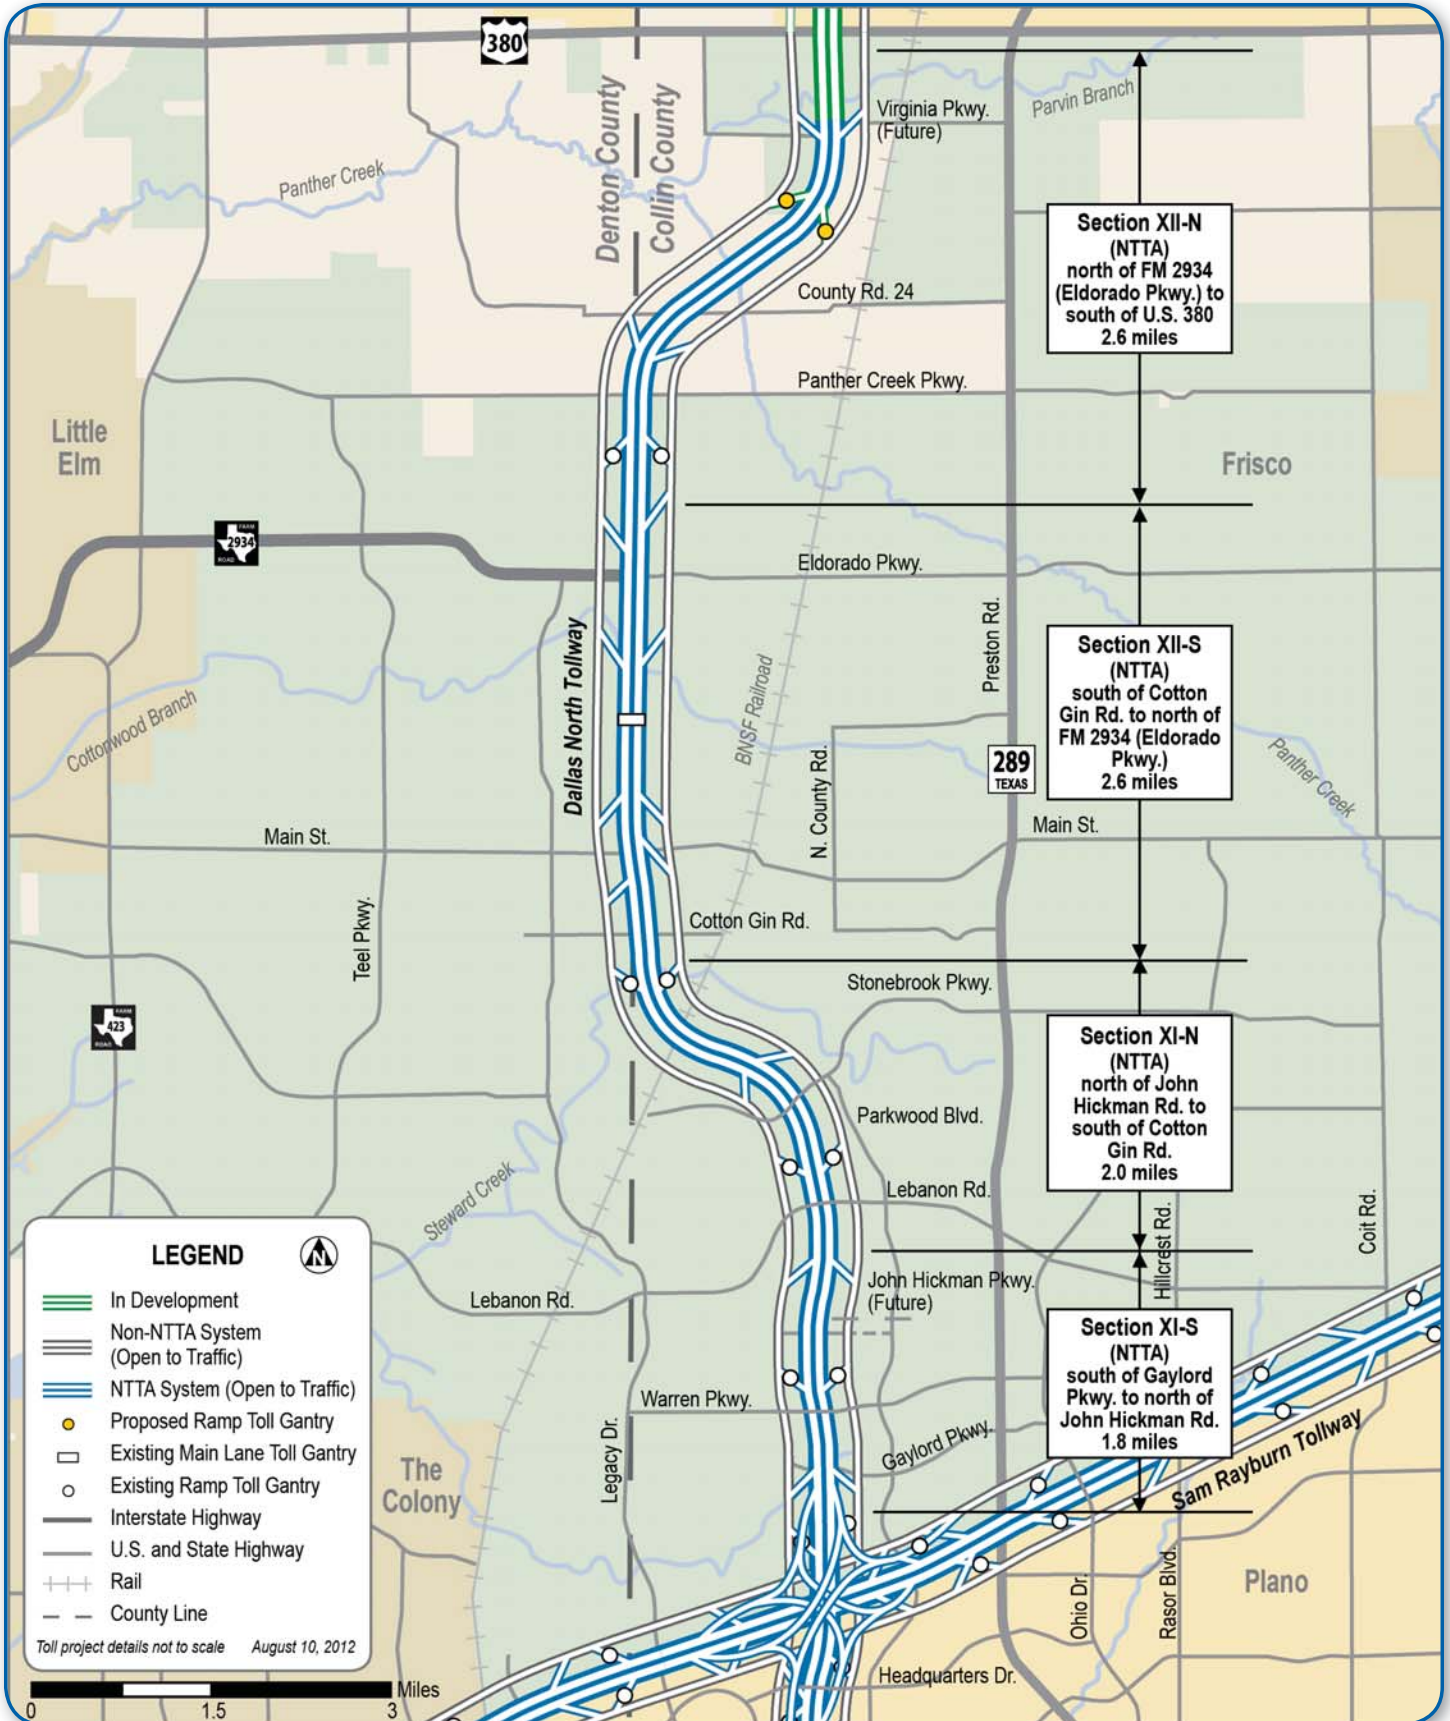 380
Denton County
Collin County
Virginia Pkwy.
(Future)
Parvin Branch
Panther Creek
Section XII-N
(NTTA)
north of FM 2934
(Eldorado Pkwy.) to
south of U.S. 380
2.6 miles
County Rd. 24
Panther Creek Pkwy.
Little
Elm
Frisco
FARM
2934
ROAD
Eldorado Pkwy.
Preston Rd.
Dallas North Tollway
BNSF Railroad
Cottonwood Branch
N. County Rd.
Section XII-S
(NTTA)
south of Cotton
Gin Rd. to north of
FM 2934 (Eldorado
Pkwy.)
2.6 miles
289
TEXAS
Panther Creek
Main St.
Main St.
Teel Pkwy.
Cotton Gin Rd.
Stonebrook Pkwy.
FARM
423
ROAD
Section XI-N
(NTTA)
north of John
Hickman Rd. to
south of Cotton
Gin Rd.
2.0 miles
Parkwood Blvd.
Steward Creek
Lebanon Rd.
Hillcrest Rd.
Coit Rd.
John Hickman Pkwy.
(Future)
Lebanon Rd.
Section XI-S
(NTTA)
south of Gaylord
Pkwy. to north of
John Hickman Rd.
1.8 miles
Warren Pkwy.
Legacy Dr.
Gaylord Pkwy.
Sam Rayburn Tollway
The
Colony
Plano
Ohio Dr.
Rasor Blvd.
Headquarters Dr.
LEGEND
N
In Development
Non-NTTA System
(Open to Traffic)
NTTA System (Open to Traffic)
Proposed Ramp Toll Gantry
Existing Main Lane Toll Gantry
Existing Ramp Toll Gantry
Interstate Highway
U.S. and State Highway
Rail
County Line
Toll project details not to scale August 10, 2012
Miles
0 1.5 3